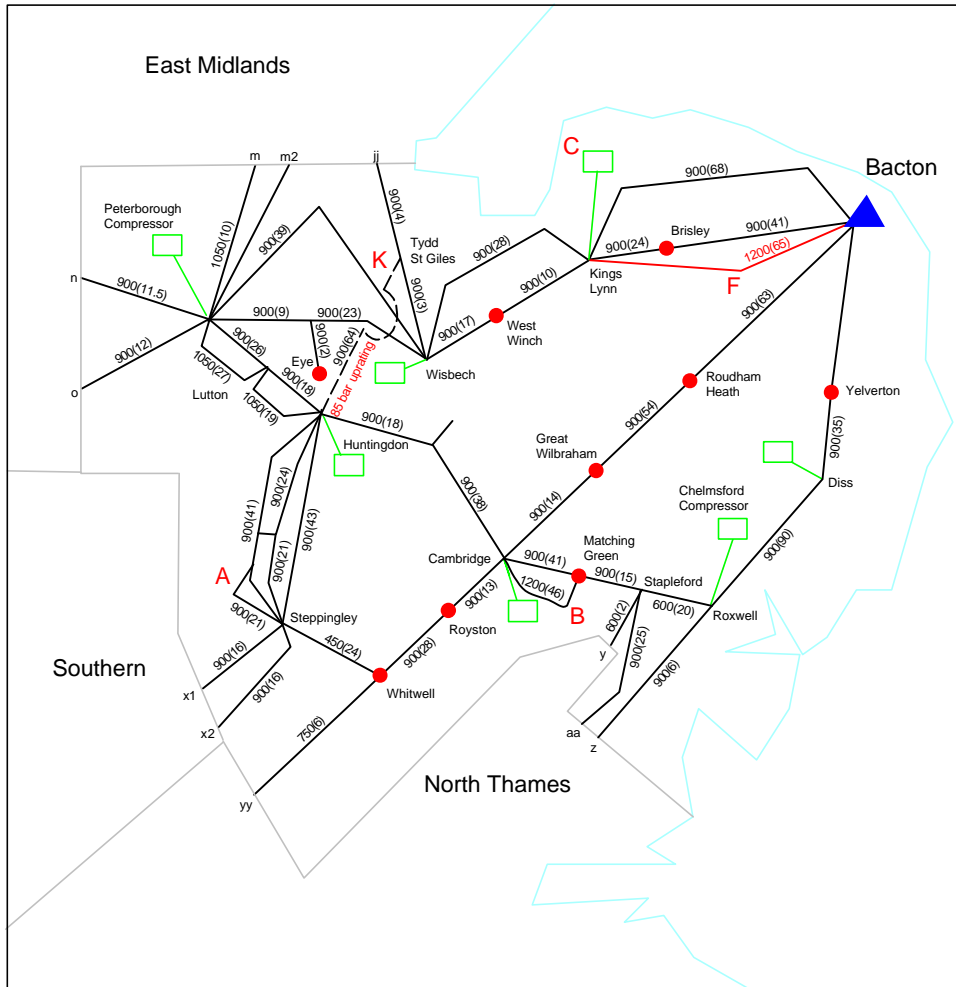 East Midlands
m
m2
jj
C
Bacton
900(68)
Peterborough
Compressor
1050(10)
900(39)
900(4)
Tydd
St Giles
K
900(28)
Brisley
900(24)
900(41)
1200(65)
Kings
Lynn
F
n
900(11.5)
900(9)
900(23)
900(3)
900(10)
900(63)
900(12)
900(26)
900(2)
900(64)
900(17)
West
Winch
Eye
85 bar uprating
Wisbech
o
1050(27)
Lutton
900(18)
1050(19)
Roudham
Heath
Yelverton
900(18)
900(54)
Huntingdon
Great
Wilbraham
900(35)
900(24)
900(41)
900(43)
900(38)
900(14)
Diss
Chelmsford
Compressor
900(21)
Matching
Green
900(90)
Cambridge
900(41)
900(15)
Stapleford
A
900(21)
1200(46)
900(13)
600(20)
Roxwell
B
Steppingley
Royston
600(2)
900(25)
450(24)
900(28)
y
900(16)
900(6)
Southern
x1
900(16)
Whitwell
x2
750(6)
aa
z
North Thames
yy